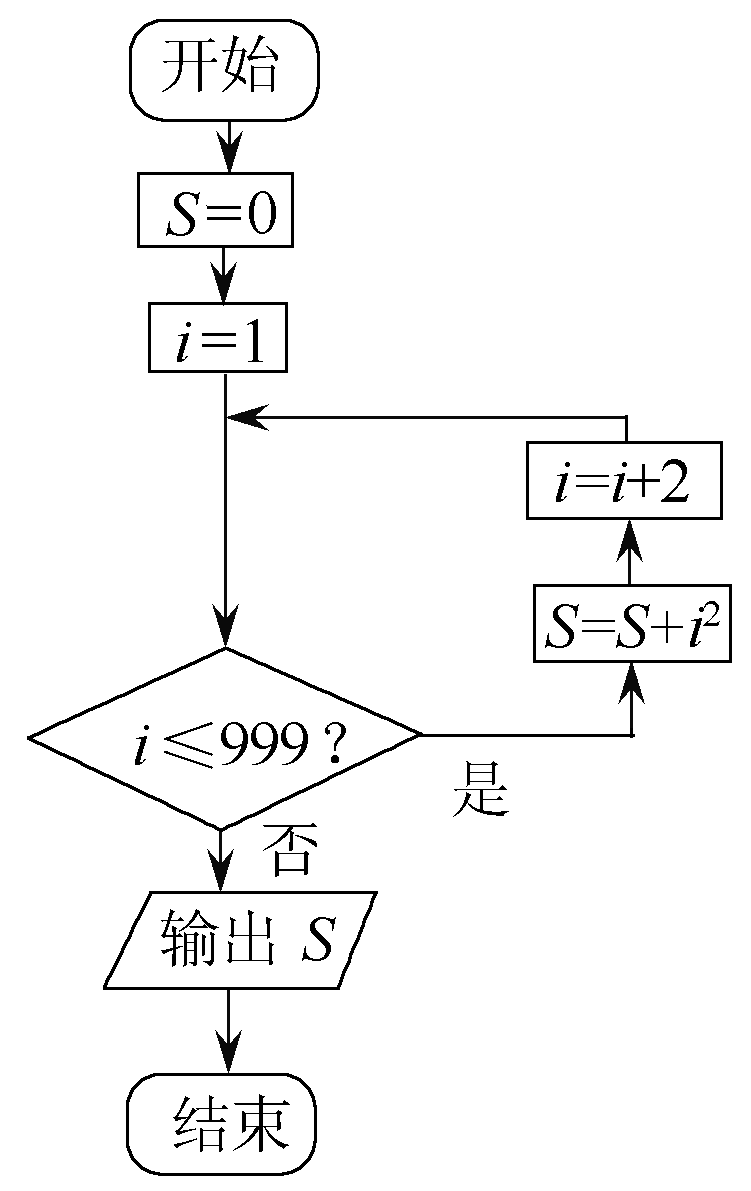 开始
S=0
i=1
i=i+2
S=S+i²
i≤999？
是
否
输出 S
结束